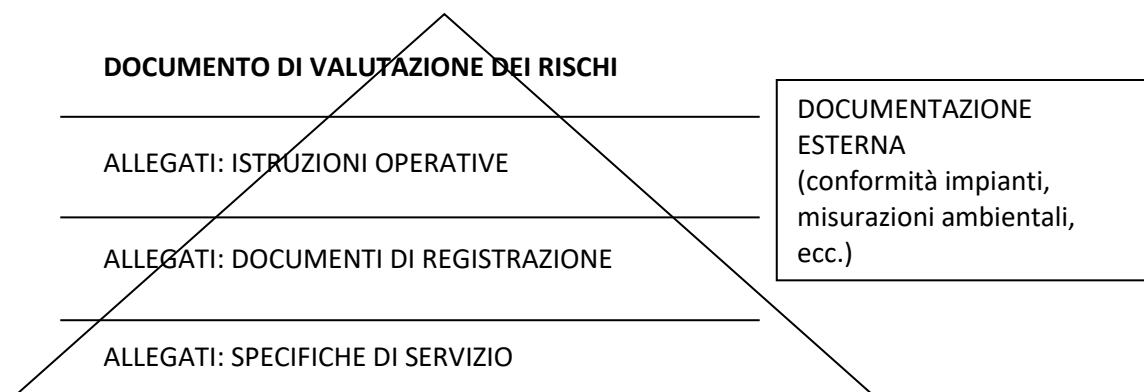 DOCUMENTO DI VALUTAZIONE DEI RISCHI
ALLEGATI: ISTRUZIONI OPERATIVE
ALLEGATI: DOCUMENTI DI REGISTRAZIONE
ALLEGATI: SPECIFICHE DI SERVIZIO
DOCUMENTAZIONE
ESTERNA
(conformità impianti,
misurazioni ambientali,
ecc.)